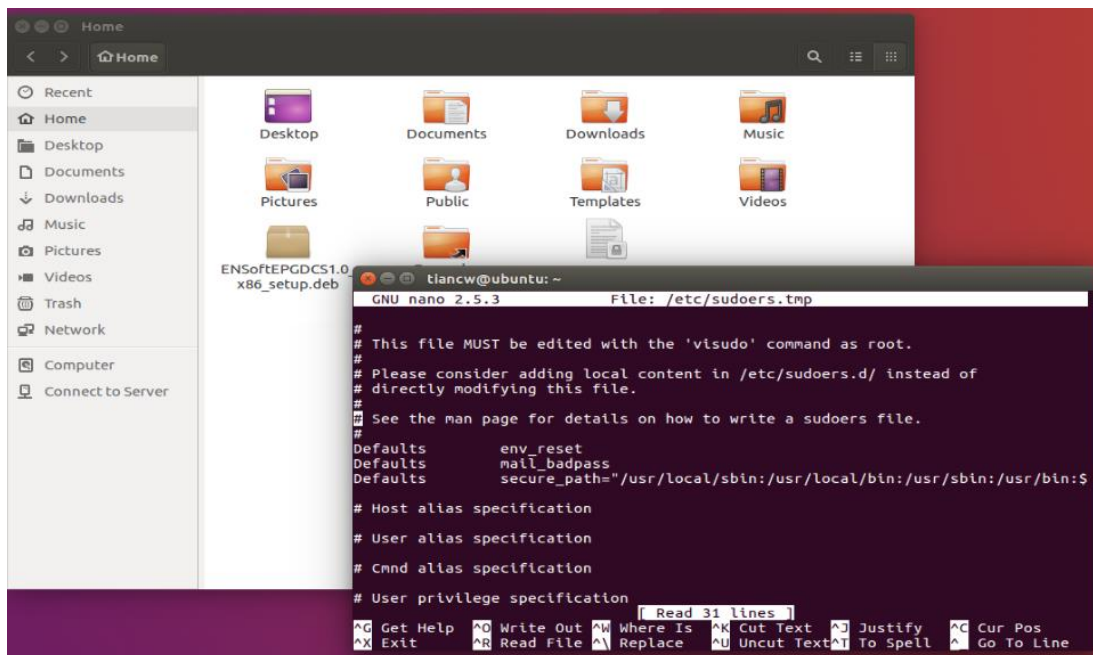 Home
Home
Recent
Home
Desktop
Documents
Downloads
Music
Pictures
Videos
Trash
Network
Computer
Connect to Server
Desktop
Documents
Downloads
Music
Pictures
Public
Templates
Videos
ENSoftEPGDCS1.0_
x86_setup.deb
tiancw@ubuntu: ~
GNU nano 2.5.3 File: /etc/sudoers.tmp
#
# This file MUST be edited with the 'visudo' command as root.
#
# Please consider adding local content in /etc/sudoers.d/ instead of
# directly modifying this file.
#
# See the man page for details on how to write a sudoers file.
#
Defaults env_reset
Defaults mail_badpass
Defaults secure_path="/usr/local/sbin:/usr/local/bin:/usr/sbin:/usr/bin:$
# Host alias specification
# User alias specification
# Cmnd alias specification
# User privilege specification
[ Read 31 lines ]
^G Get Help ^O Write Out ^W Where Is ^K Cut Text ^J Justify ^C Cur Pos
^X Exit ^R Read File ^\ Replace ^U Uncut Text^T To Spell ^_ Go To Line